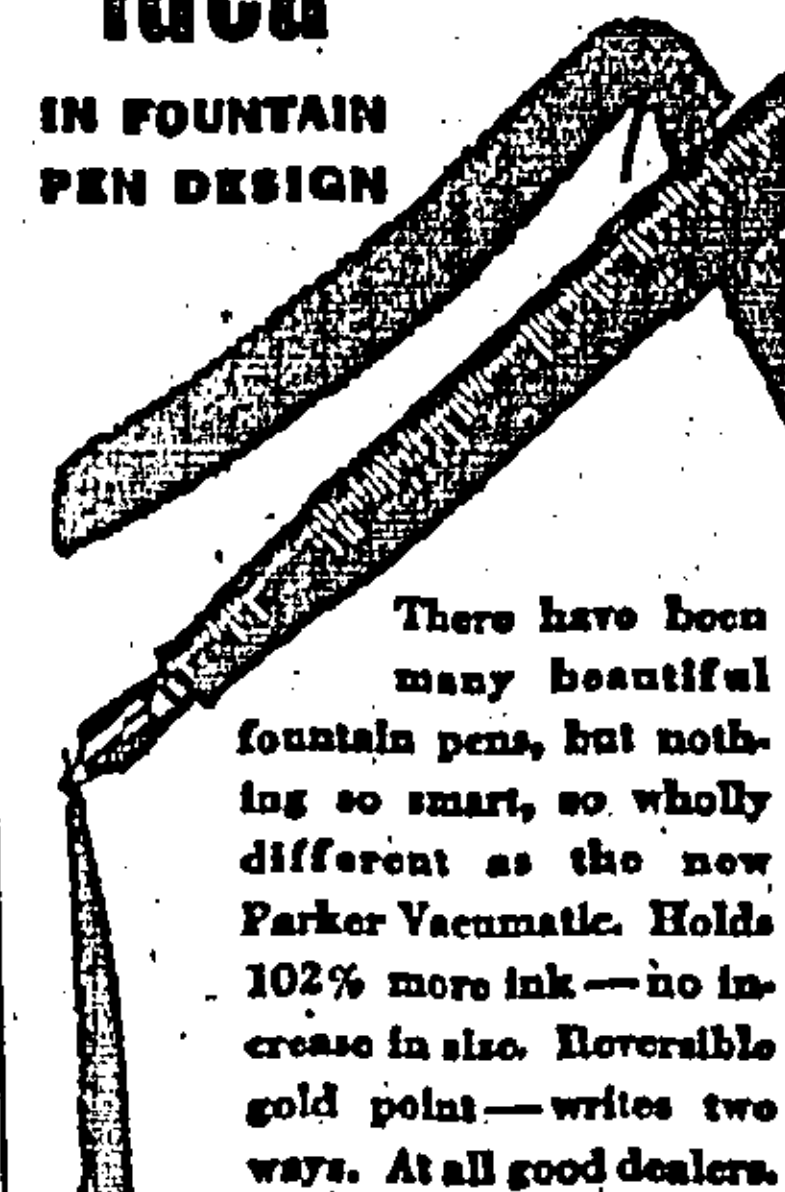 Idea
IN FOUNTAIN
PEN DESIGN
There have been
many beautiful
fountain pens, but noth-
ing so smart, so wholly
different as the new
Parker Vacumatic. Holds
102% more ink—no in-
crease in size. Reversible
gold point—writes two
ways. At all good dealers.